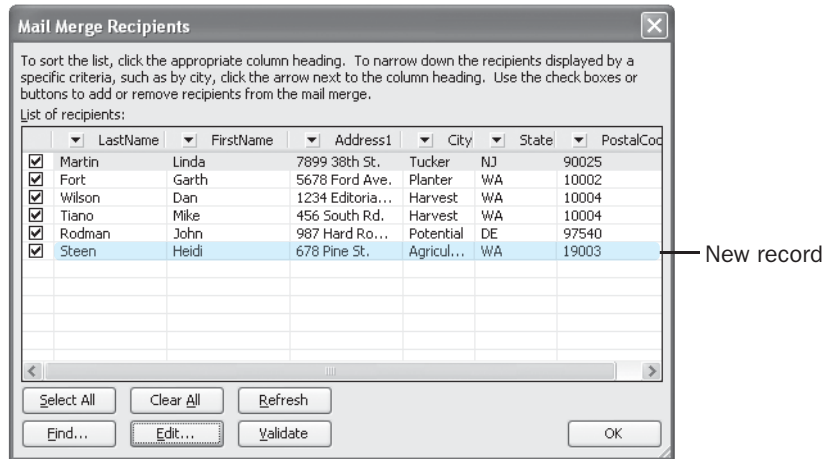 Mail Merge Recipients
To sort the list, click the appropriate column heading. To narrow down the recipients displayed by a
specific criteria, such as by city, click the arrow next to the column heading. Use the check boxes or
buttons to add or remove recipients from the mail merge.
List of recipients:
LastName FirstName Address1 City State PostalCod
Martin Linda 7899 38th St. Tucker NJ 90025
Fort Garth 5678 Ford Ave. Planter WA 10002
Wilson Dan 1234 Editoria... Harvest WA 10004
Tiano Mike 456 South Rd. Harvest WA 10004
Rodman John 987 Hard Ro... Potential DE 97540
Steen Heidi 678 Pine St. Agricul... WA 19003
New record
Select All Clear All Refresh
Find... Edit... Validate OK